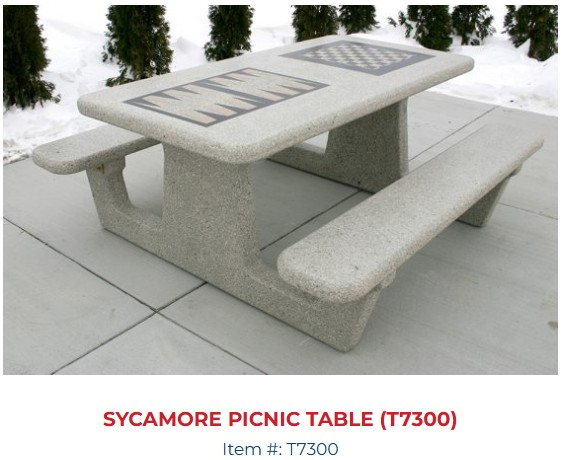 SYCAMORE PICNIC TABLE (T7300)
Item #: T7300